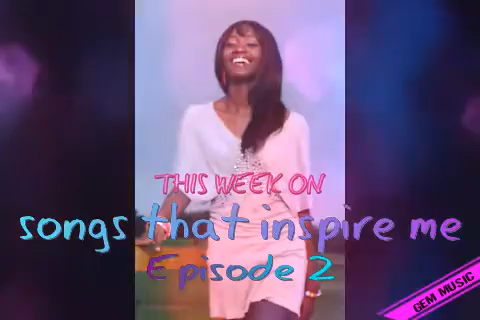 THIS WEEK ON
songs that inspire me
Episode 2
GEM MUSIC